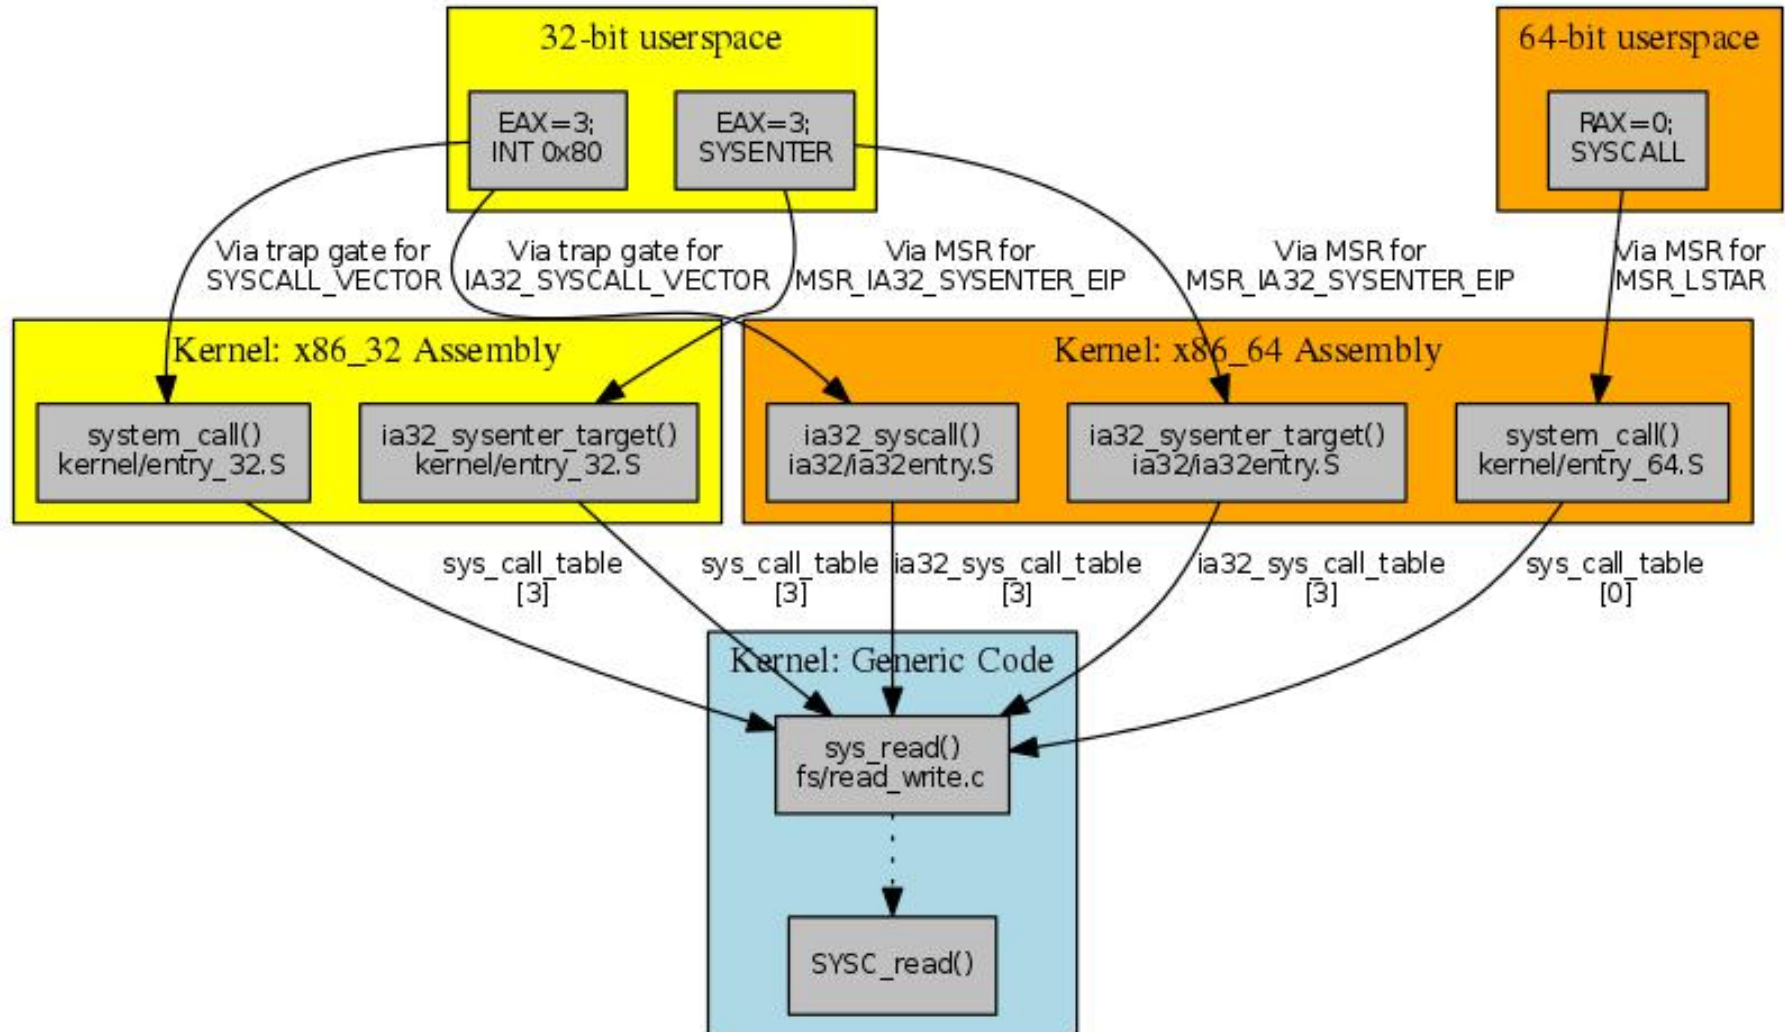 32-bit userspace
64-bit userspace
EAX=3;
INT 0x80
EAX=3;
SYSENTER
RAX=0;
SYSCALL
Via trap gate for
SYSCALL_VECTOR
Via trap gate for
IA32_SYSCALL_VECTOR
Via MSR for
MSR_IA32_SYSENTER_EIP
Via MSR for
MSR_IA32_SYSENTER_EIP
Via MSR for
MSR_LSTAR
Kernel: x86_32 Assembly
Kernel: x86_64 Assembly
system_call()
kernel/entry_32.S
ia32_sysenter_target()
kernel/entry_32.S
ia32_syscall()
ia32/ia32entry.S
ia32_sysenter_target()
ia32/ia32entry.S
system_call()
kernel/entry_64.S
sys_call_table
[3]
sys_call_table
[3]
ia32_sys_call_table
[3]
ia32_sys_call_table
[3]
sys_call_table
[0]
Kernel: Generic Code
sys_read()
fs/read_write.c
SYSC_read()